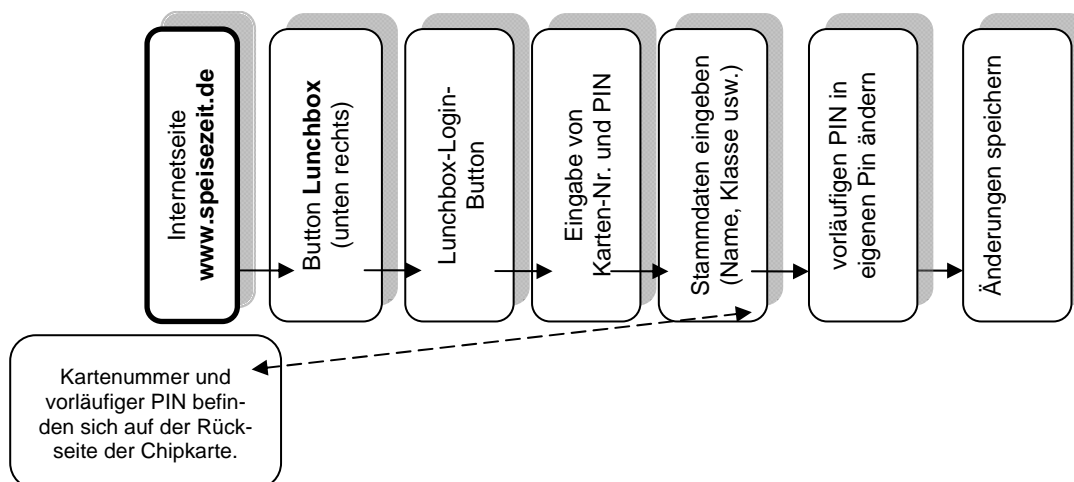 Internetseite
www.speisezeit.de
Button Lunchbox
(unten rechts)
Lunchbox-Login-
Button
Eingabe von
Karten-Nr. und PIN
Stammdaten eingeben
(Name, Klasse usw.)
vorläufigen PIN in
eigenen Pin ändern
Änderungen speichern
Kartenummer und
vorläufiger PIN befin-
den sich auf der Rück-
seite der Chipkarte.